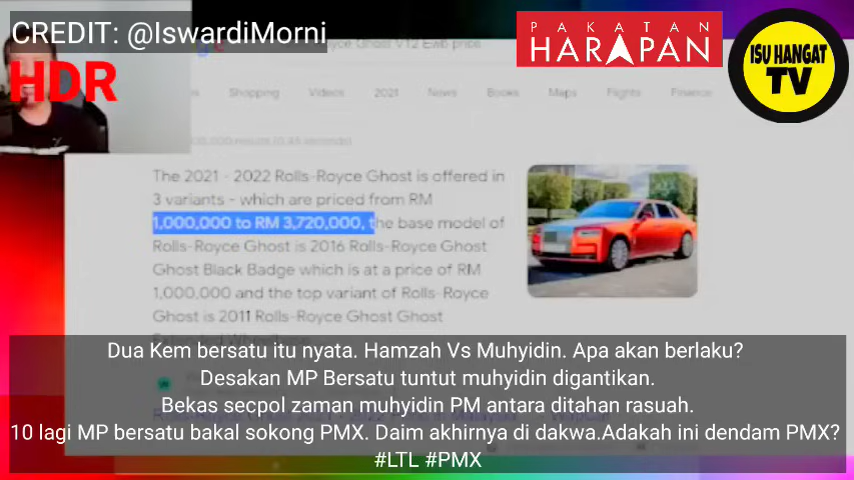 CREDIT: @IswardiMorni
HDR
yce Ghost V12 Ewb price
PAKATAN
HARAPAN
ISU HANGAT
TV
Shopping Videos 2021 News Books Maps Flights Finance
The 2021 - 2022 Rolls-Royce Ghost is offered in
3 variants - which are priced from RM
1,000,000 to RM 3,720,000, the base model of
Rolls-Royce Ghost is 2016 Rolls-Royce Ghost
Ghost Black Badge which is at a price of RM
1,000,000 and the top variant of Rolls-Royce
Ghost is 2011 Rolls-Royce Ghost Ghost
Dua Kem bersatu itu nyata. Hamzah Vs Muhyidin. Apa akan berlaku?
Desakan MP Bersatu tuntut muhyidin digantikan.
Bekas setpol zaman muhyidin PM antara ditahan rasuah.
10 lagi MP bersatu bakal sokong PMX. Daim akhirnya di dakwa.Adakah ini dendam PMX?
#LTL #PMX